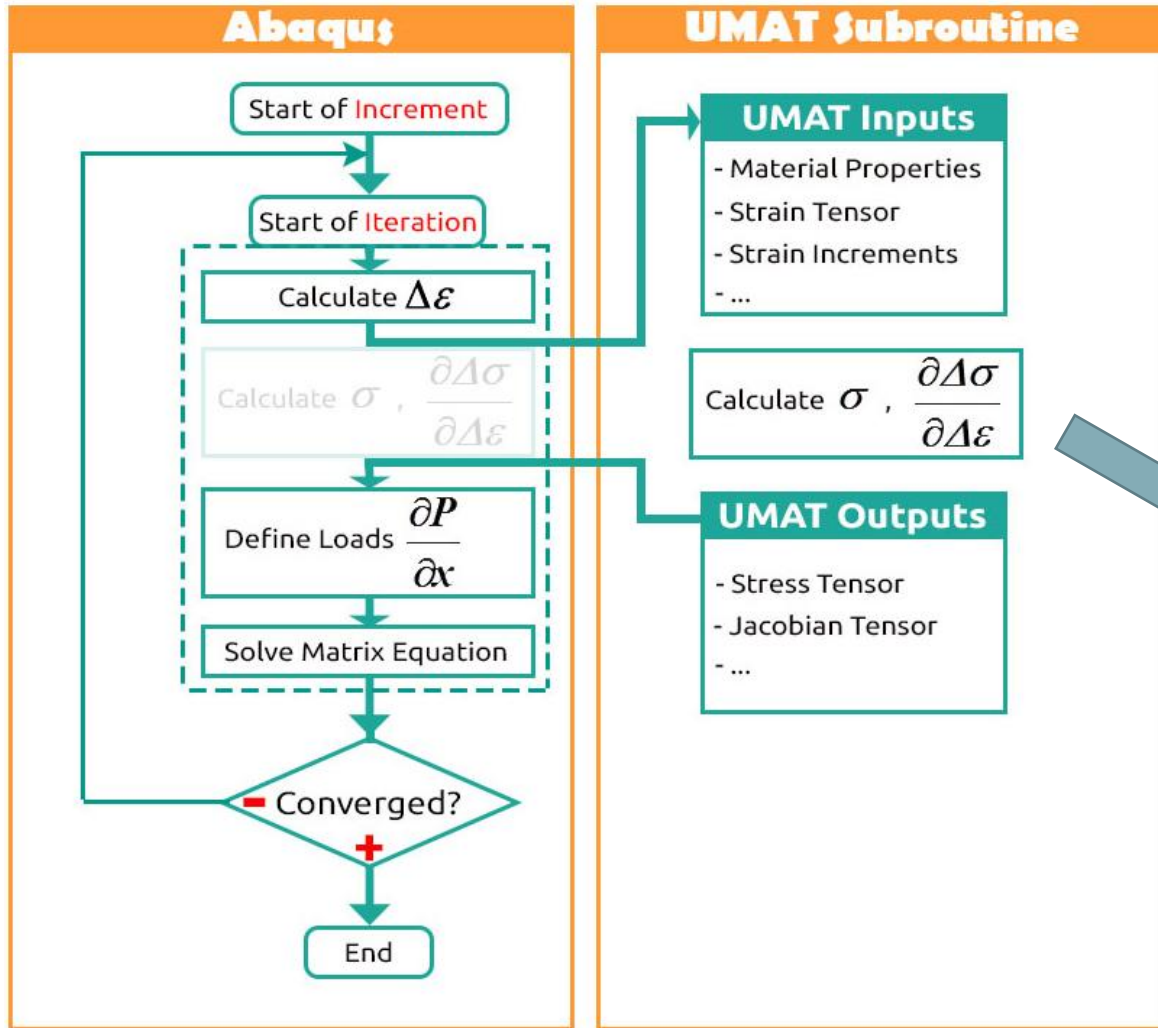 Abaqus
Start of Increment
Start of Iteration
Calculate Δε
Calculate σ , ∂Δσ/∂Δε
Define Loads ∂P/∂x
Solve Matrix Equation
- Converged?
+
End
UMAT Subroutine
UMAT Inputs
- Material Properties
- Strain Tensor
- Strain Increments
- ...
Calculate σ , ∂Δσ/∂Δε
UMAT Outputs
- Stress Tensor
- Jacobian Tensor
- ...